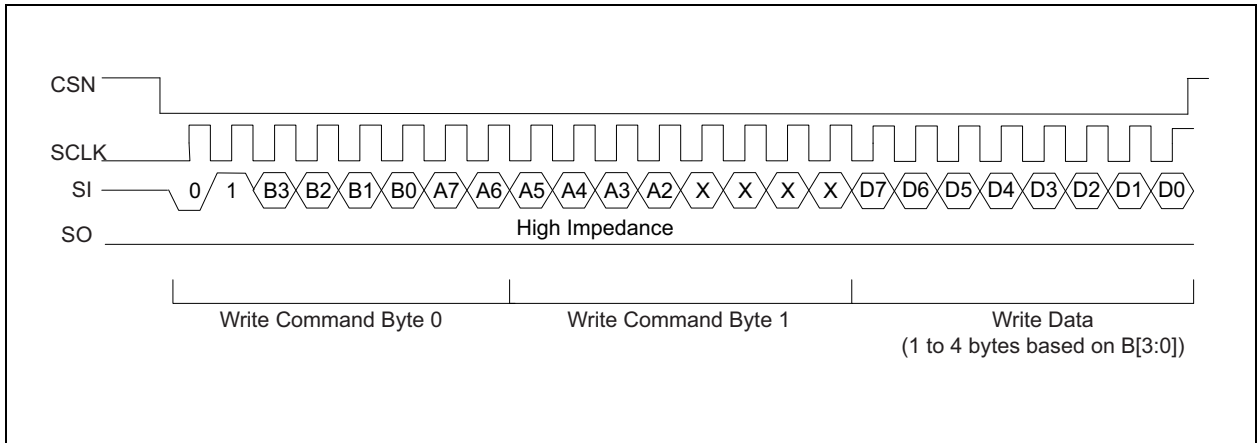 CSN
SCLK
SI 0 1 B3 B2 B1 B0 A7 A6 A5 A4 A3 A2 X X X X D7 D6 D5 D4 D3 D2 D1 D0
High Impedance
SO
Write Command Byte 0 Write Command Byte 1 Write Data
(1 to 4 bytes based on B[3:0])